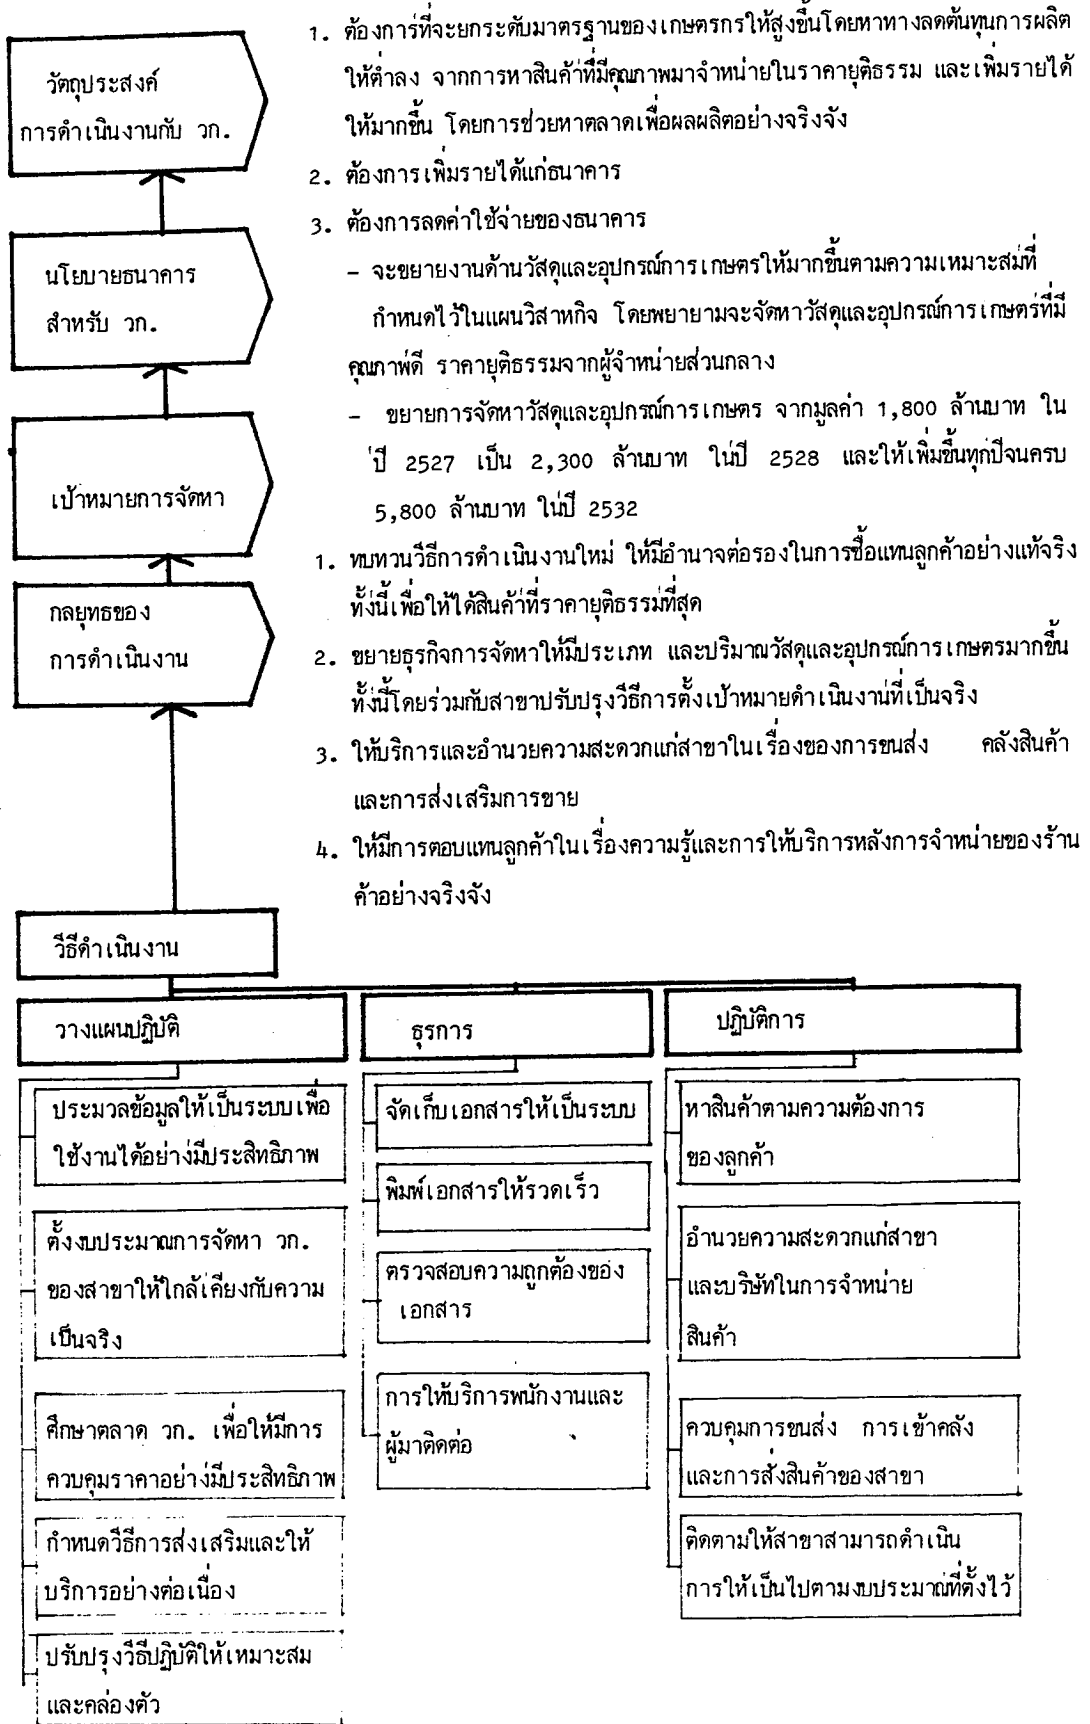 วัตถุประสงค์
การดำเนินงานกับ วก.
1. ต้องการที่จะยกระดับมาตรฐานของเกษตรกรให้สูงขึ้นโดยหาทางลดต้นทุนการผลิต
ให้ต่ำลง จากการหาสินค้าที่มีคุณภาพมาจำหน่ายในราคายุติธรรม และเพิ่มรายได้
ให้มากขึ้น โดยการช่วยหาตลาดเพื่อผลผลิตอย่างจริงจัง
2. ต้องการเพิ่มรายได้แก่ธนาคาร
3. ต้องการลดค่าใช้จ่ายของธนาคาร
นโยบายธนาคาร
สำหรับ วก.
- จะขยายงานด้านวัสดุและอุปกรณ์การเกษตรให้มากขึ้นตามความเหมาะสมที่
กำหนดไว้ในแผนวิสาหกิจ โดยพยายามจะจัดหาวัสดุและอุปกรณ์การเกษตรที่มี
คุณภาพดี ราคายุติธรรมจากผู้จำหน่ายส่วนกลาง
เป้าหมายการจัดหา
- ขยายการจัดหาวัสดุและอุปกรณ์การเกษตร จากมูลค่า 1,800 ล้านบาท ใน
ปี 2527 เป็น 2,300 ล้านบาท ในปี 2528 และให้เพิ่มขึ้นทุกปีจนครบ
5,800 ล้านบาท ในปี 2532
กลยุทธของ
การดำเนินงาน
1. ทบทวนวิธีการดำเนินงานใหม่ ให้มีอำนาจต่อรองในการซื้อแทนลูกค้าอย่างแท้จริง
ทั้งนี้เพื่อให้ได้สินค้าที่ราคายุติธรรมที่สุด
2. ขยายธุรกิจการจัดหาให้มีประเภท และปริมาณวัสดุและอุปกรณ์การเกษตรมากขึ้น
ทั้งนี้โดยร่วมกับสาขาปรับปรุงวิธีการตั้งเป้าหมายดำเนินงานที่เป็นจริง
3. ให้บริการและอำนวยความสะดวกแก่สาขาในเรื่องของการขนส่ง คลังสินค้า
และการส่งเสริมการขาย
4. ให้มีการตอบแทนลูกค้าในเรื่องความรู้และการให้บริการหลังการจำหน่ายของร้าน
ค้าอย่างจริงจัง
วิธีดำเนินงาน
วางแผนปฏิบัติ
ประมวลข้อมูลให้เป็นระบบเพื่อ
ใช้งานได้อย่างมีประสิทธิภาพ
ตั้งงบประมาณการจัดหา วก.
ของสาขาให้ใกล้เคียงกับความ
เป็นจริง
ศึกษาตลาด วก. เพื่อให้มีการ
ควบคุมราคาอย่างมีประสิทธิภาพ
กำหนดวิธีการส่งเสริมและให้
บริการอย่างต่อเนื่อง
ปรับปรุงวิธีปฏิบัติให้เหมาะสม
และคล่องตัว
ธุรการ
จัดเก็บเอกสารให้เป็นระบบ
พิมพ์เอกสารให้รวดเร็ว
ตรวจสอบความถูกต้องของ
เอกสาร
การให้บริการพนักงานและ
ผู้มาติดต่อ
ปฏิบัติการ
หาสินค้าตามความต้องการ
ของลูกค้า
อำนวยความสะดวกแก่สาขา
และบริษัทในการจำหน่าย
สินค้า
ควบคุมการขนส่ง การเข้าคลัง
และการสั่งสินค้าของสาขา
ติดตามให้สาขาสามารถดำเนิน
การให้เป็นไปตามงบประมาณที่ตั้งไว้